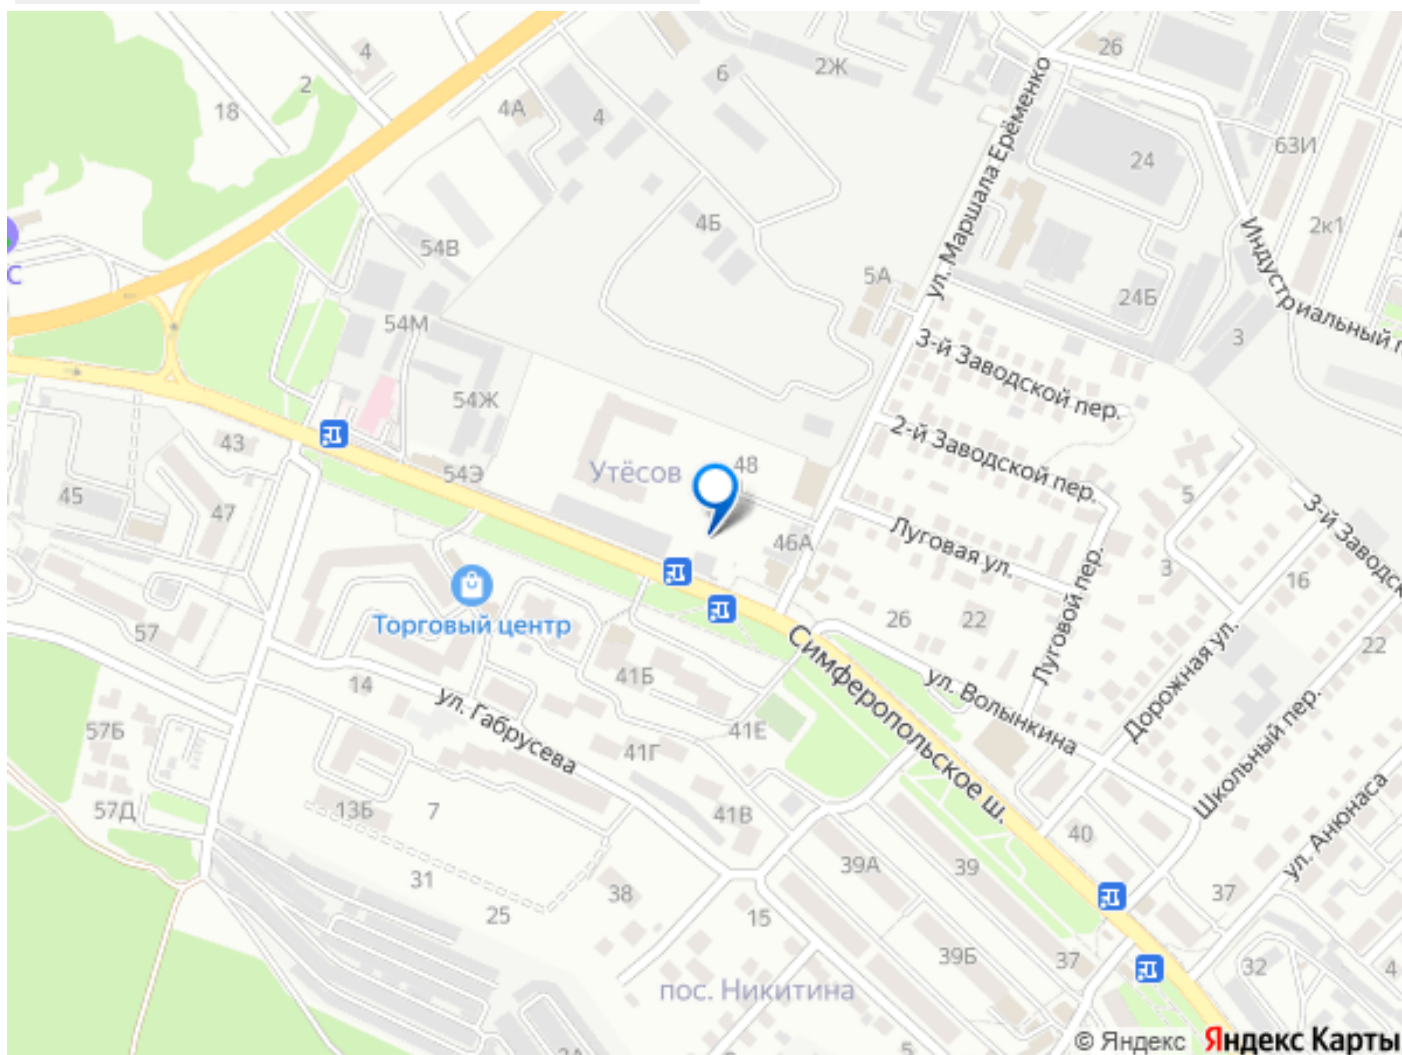 26
4
2Ж
6
2
4А
18
4
24
63И
ул. Маршала Ерёменко
4Б
2к1
54В
С
5А
Индустриальный п
24Б
54М
3
3-й Заводской пер.
54Ж
2-й Заводской пер.
43
48
Утёсов
54Э
45
5
47
3-й Заводск
Луговая ул.
46А
3
16
Луговой пер.
Торговый центр
57
26
22
Дорожная ул.
22
41Б
Симферопольское ш.
14
ул. Волынкина
ул. Габрусева
57Б
41Е
Школьный пер.
41Г
57Д
13Б
7
41В
ул. Анюнаса
40
39А
39
31
38
37
25
15
39Б
37
32
4
пос. Никитина
5
© Яндекс Яндекс Карты